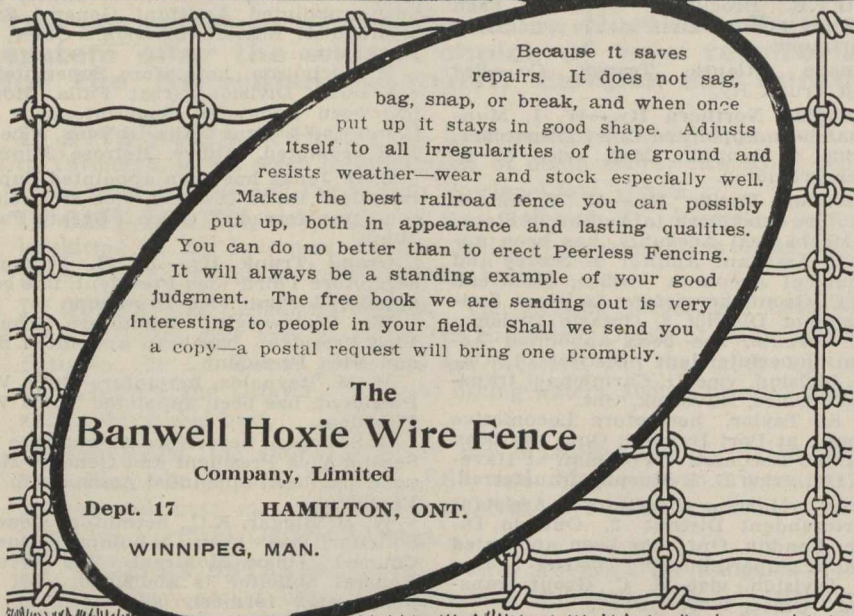 Because it saves
repairs. It does not sag,
bag, snap, or break, and when once
put up it stays in good shape. Adjusts
itself to all irregularities of the ground and
resists weather—wear and stock especially well.
Makes the best railroad fence you can possibly
put up, both in appearance and lasting qualities.
You can do no better than to erect Peerless Fencing.
It will always be a standing example of your good
judgment. The free book we are sending out is very
interesting to people in your field. Shall we send you
a copy—a postal request will bring one promptly.
The
Banwell Hoxie Wire Fence
Company, Limited
Dept. 17 HAMILTON, ONT.
WINNIPEG, MAN.